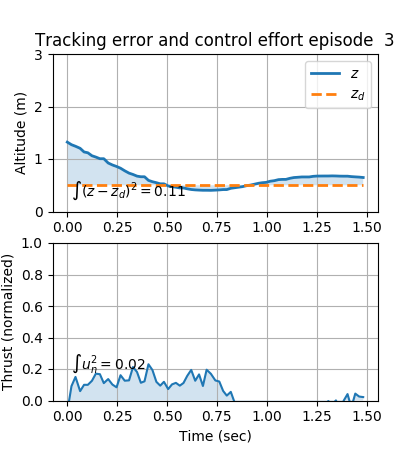 Tracking error and control effort episode 3
3
2
1
0
Altitude (m)
z
z_d
∫(z − z_d)² = 0.11
0.00 0.25 0.50 0.75 1.00 1.25 1.50
1.0
0.8
0.6
0.4
0.2
0.0
Thrust (normalized)
∫u_n² = 0.02
0.00 0.25 0.50 0.75 1.00 1.25 1.50
Time (sec)